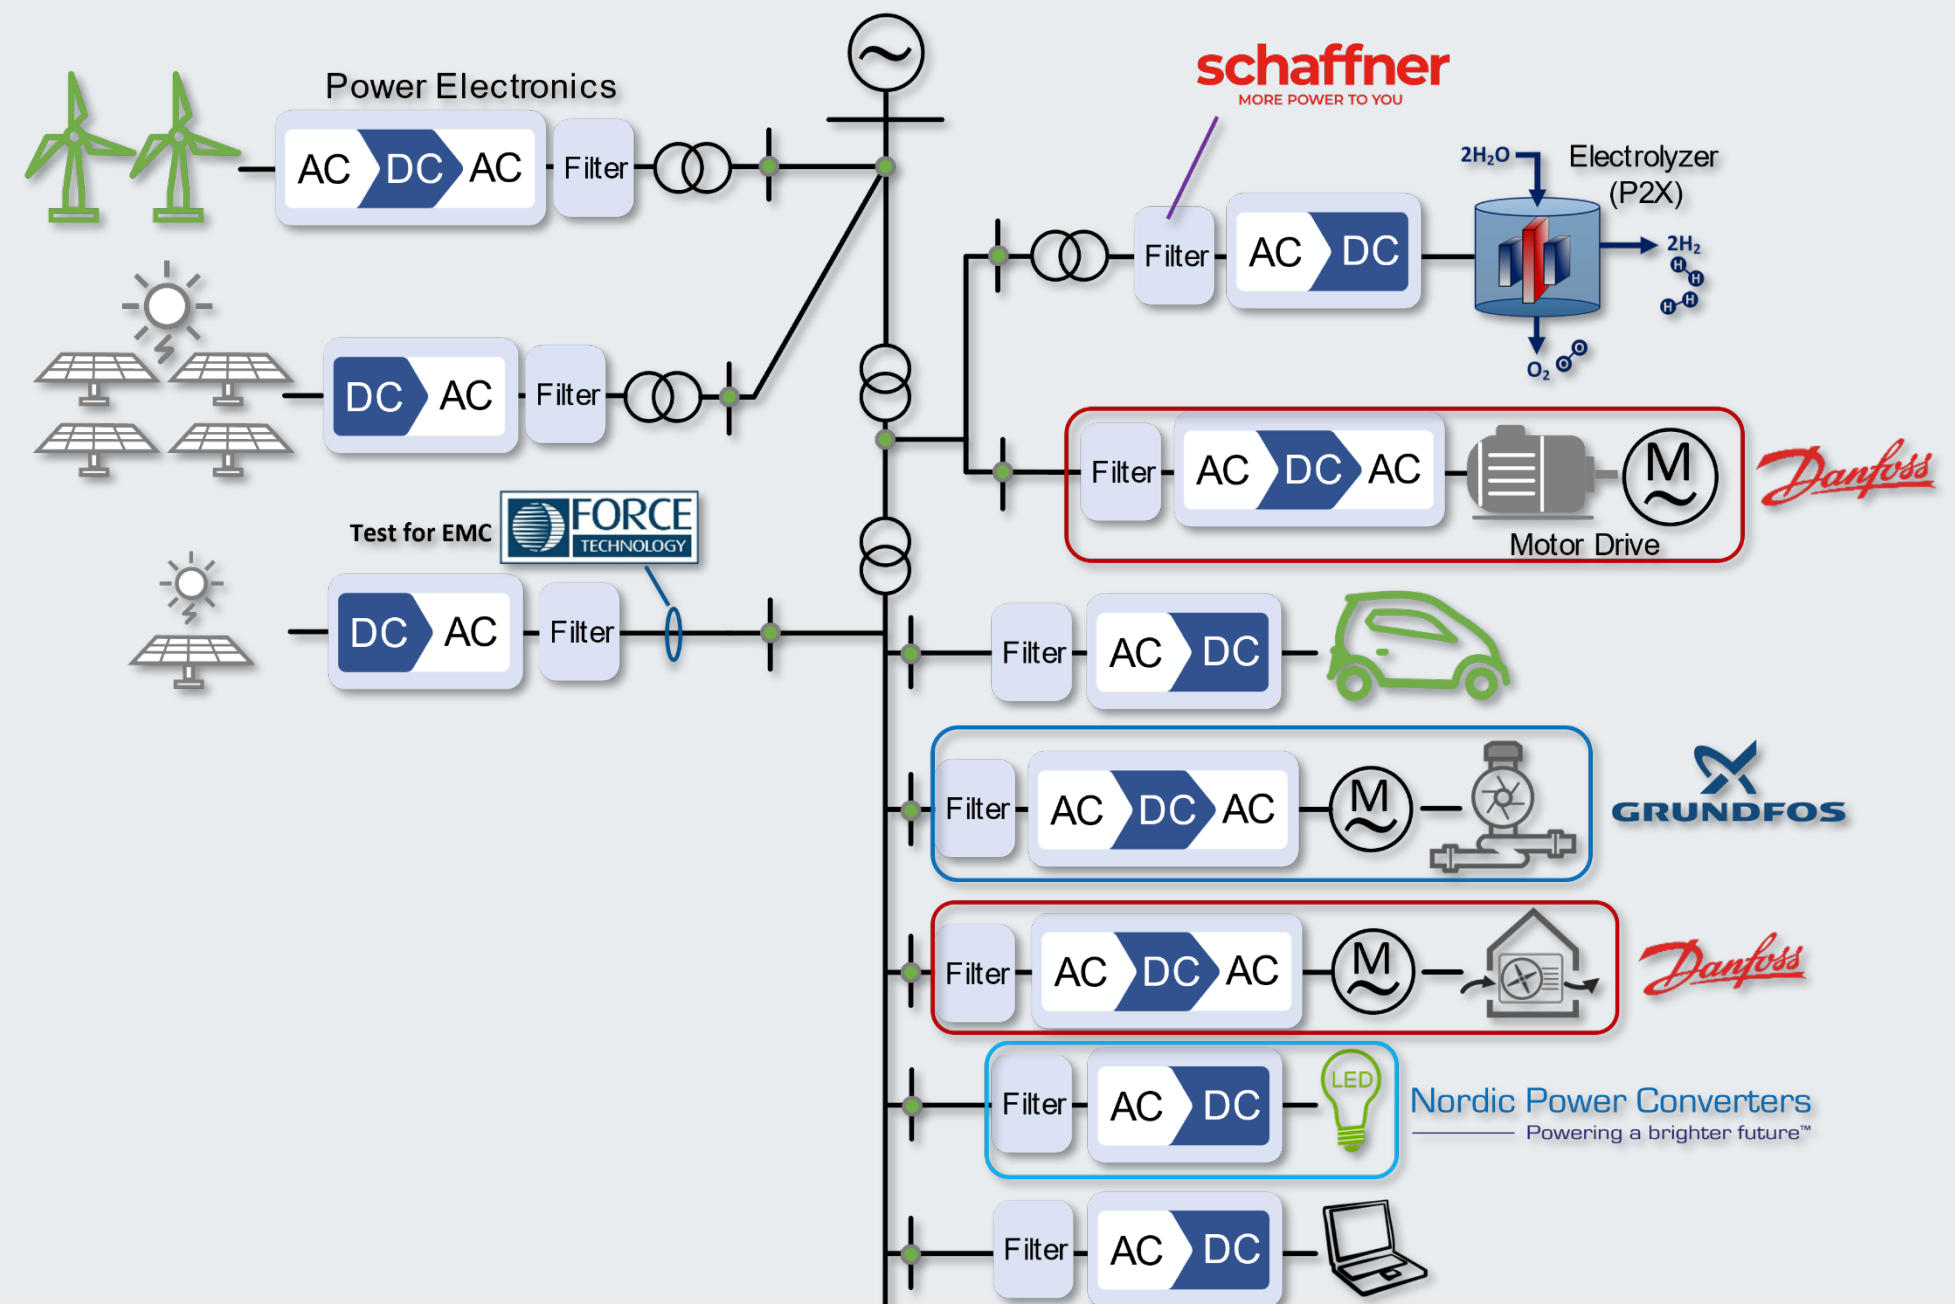 Power Electronics
AC DC AC Filter
schaffner
MORE POWER TO YOU
2H₂O
Electrolyzer
(P2X)
Filter AC DC
2H₂
H
H
H H
O₂ O O
DC AC Filter
Filter AC DC AC M
Motor Drive
Danfoss
Test for EMC
FORCE
TECHNOLOGY
DC AC Filter
Filter AC DC
Filter AC DC AC M
GRUNDFOS
Filter AC DC AC M
Danfoss
Filter AC DC LED
Nordic Power Converters
Powering a brighter future™
Filter AC DC